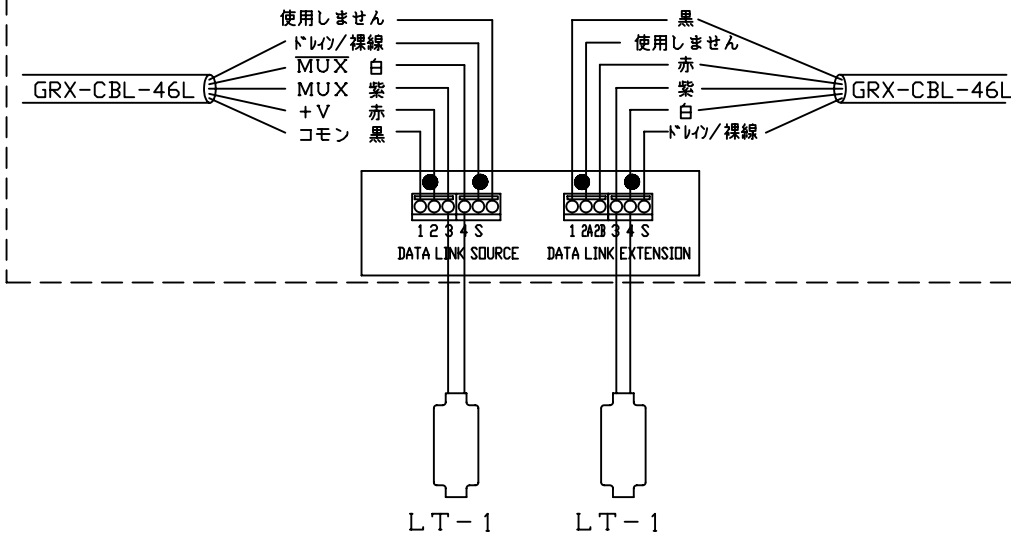 使用しません
ドレイン/裸線
MUX 白
MUX 紫
+V 赤
コモン 黒
GRX-CBL-46L
黒
使用しません
赤
紫
白
ドレイン/裸線
GRX-CBL-46L
1 2 3 4 S
DATA LINK SOURCE
1 2A2B 3 4 S
DATA LINK EXTENSION
LT-1
LT-1